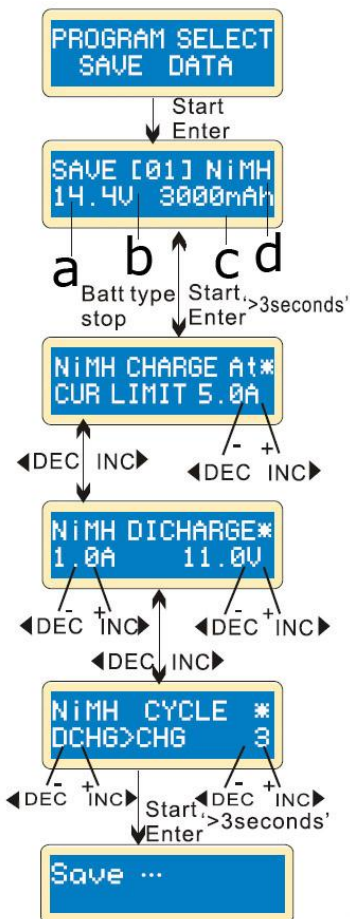 PROGRAM SELECT
SAVE DATA
Start
Enter
SAVE [01] NiMH
14.4V 3000mAh
a b c d
Batt type
stop
Start
Enter
'>3seconds'
NiMH CHARGE At*
CUR LIMIT 5.0A
- +
◀DEC INC▶
◀DEC INC▶
NiMH DICHARGE*
1.0A 11.0V
- + - +
◀DEC INC▶ ◀DEC INC▶
◀DEC INC▶
NiMH CYCLE *
DCHG>CHG 3
- + - +
◀DEC INC▶ ◀DEC INC▶
Start
Enter
'>3seconds'
Save ···